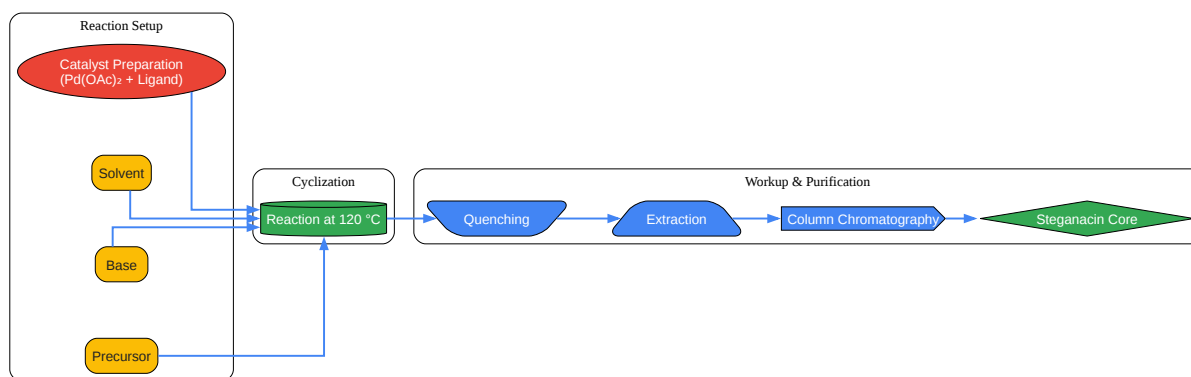 Reaction Setup
Catalyst Preparation
(Pd(OAc)₂ + Ligand)
Solvent
Base
Precursor
Cyclization
Reaction at 120 °C
Workup & Purification
Quenching
Extraction
Column Chromatography
Steganacin Core